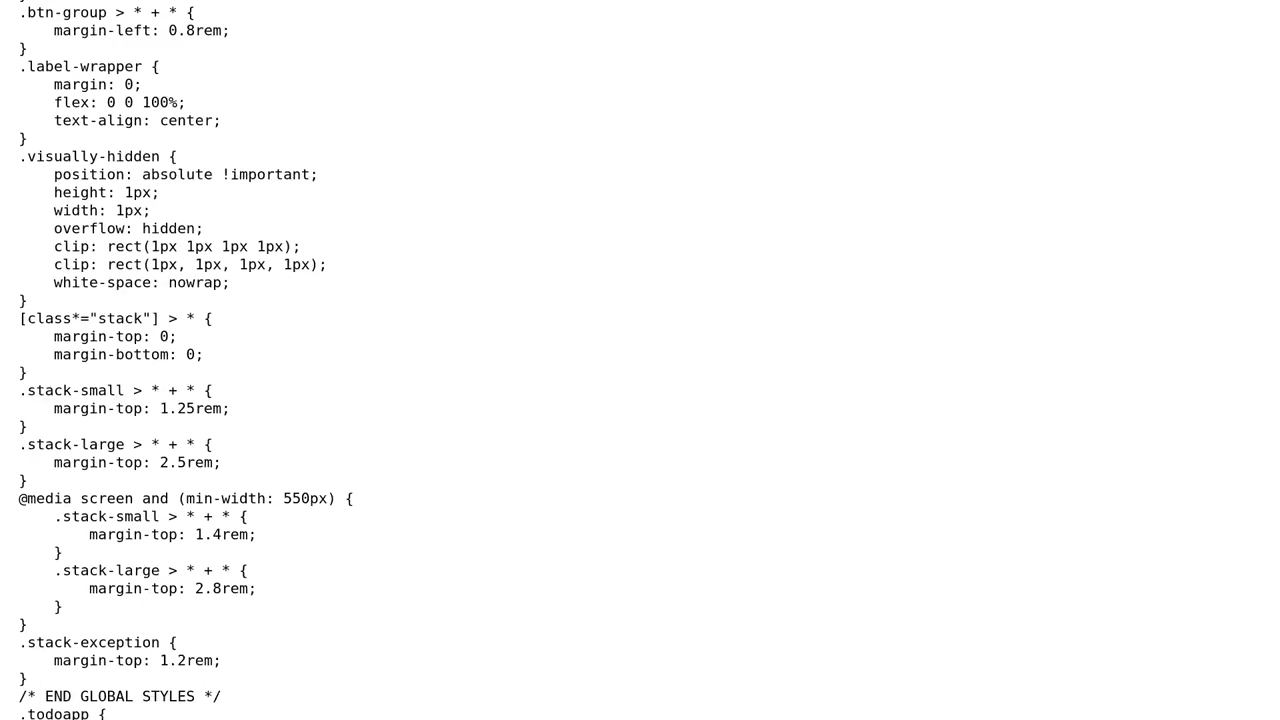 .btn-group > * + * {
    margin-left: 0.8rem;
}
.label-wrapper {
    margin: 0;
    flex: 0 0 100%;
    text-align: center;
}
.visually-hidden {
    position: absolute !important;
    height: 1px;
    width: 1px;
    overflow: hidden;
    clip: rect(1px 1px 1px 1px);
    clip: rect(1px, 1px, 1px, 1px);
    white-space: nowrap;
}
[class*="stack"] > * {
    margin-top: 0;
    margin-bottom: 0;
}
.stack-small > * + * {
    margin-top: 1.25rem;
}
.stack-large > * + * {
    margin-top: 2.5rem;
}
@media screen and (min-width: 550px) {
    .stack-small > * + * {
        margin-top: 1.4rem;
    }
    .stack-large > * + * {
        margin-top: 2.8rem;
    }
}
.stack-exception {
    margin-top: 1.2rem;
}
/* END GLOBAL STYLES */
.todoapp {